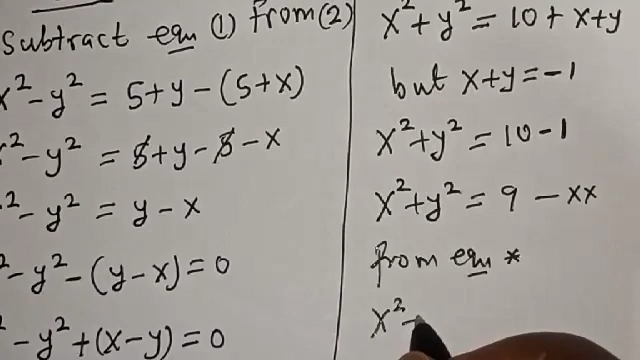 Subtract eqn (1) from (2)
x² - y² = 5+y - (5+x)
² - y² = 5+y - 5 - x
² - y² = y - x
² - y² - (y-x) = 0
² - y² + (x-y) = 0
x² + y² = 10 + x+y
but x+y = -1
x² + y² = 10 - 1
x² + y² = 9 - xx
from eqn *
x² -